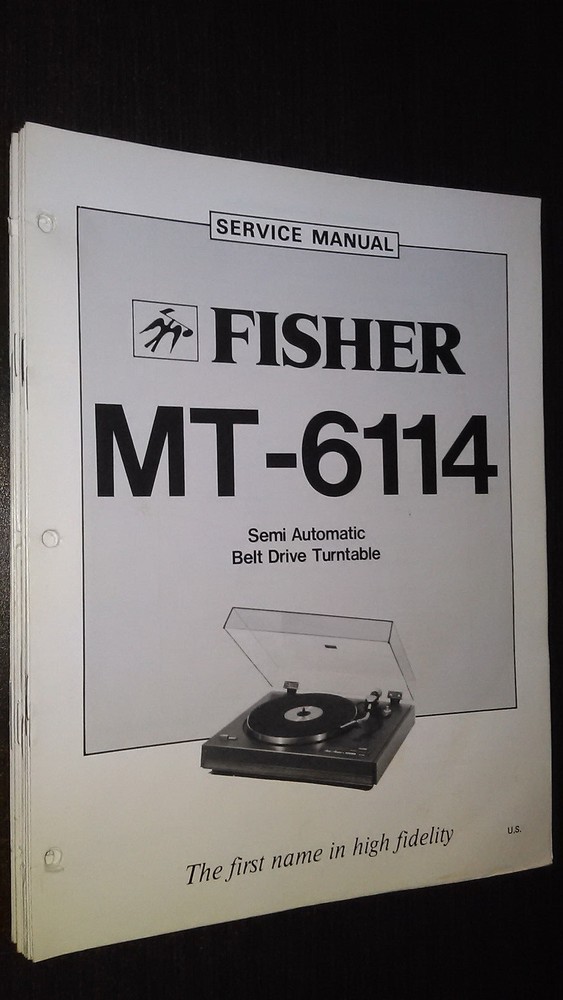 SERVICE MANUAL
FISHER
MT-6114
Semi Automatic
Belt Drive Turntable
The first name in high fidelity
U.S.